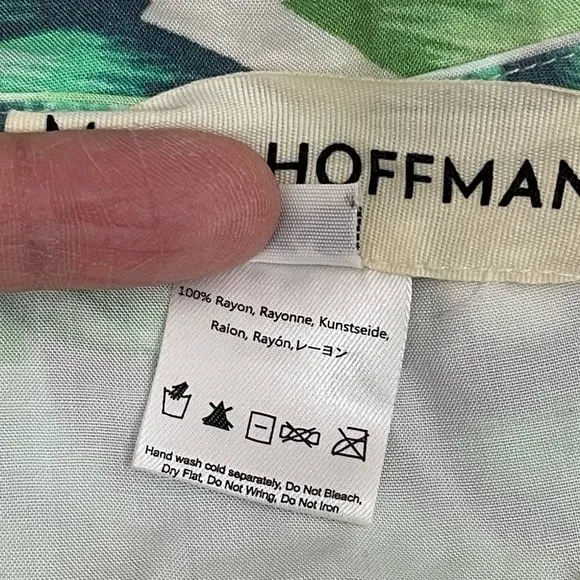 HOFFMAN
100% Rayon, Rayonne, Kunstseide,
Raion, Rayón,レーヨン
Hand wash cold separately, Do Not Bleach,
Dry Flat, Do Not Wring, Do Not Iron